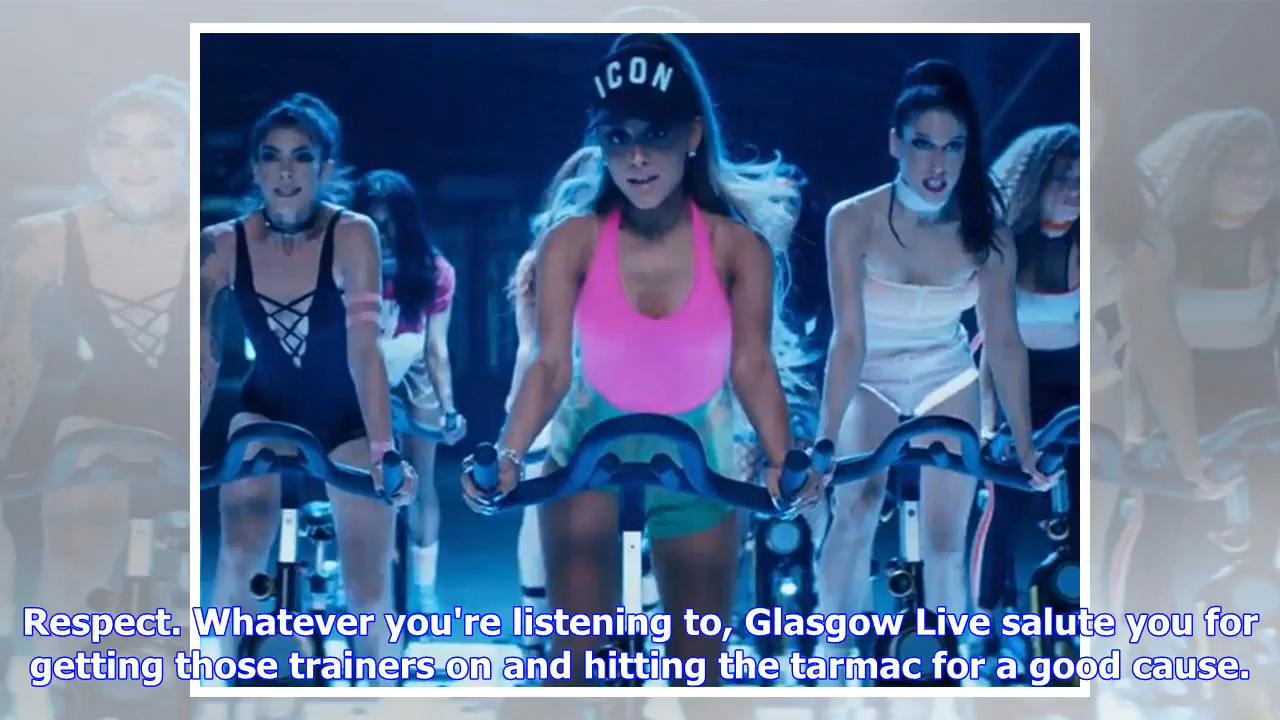 ICON
Respect. Whatever you're listening to, Glasgow Live salute you for
getting those trainers on and hitting the tarmac for a good cause.